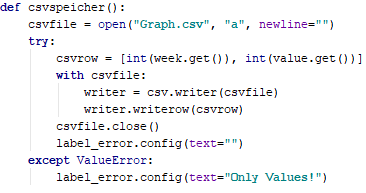 def csvspeicher():
    csvfile = open("Graph.csv", "a", newline="")
    try:
        csvrow = [int(week.get()), int(value.get())]
        with csvfile:
            writer = csv.writer(csvfile)
            writer.writerow(csvrow)
        csvfile.close()
        label_error.config(text="")
    except ValueError:
        label_error.config(text="Only Values!")